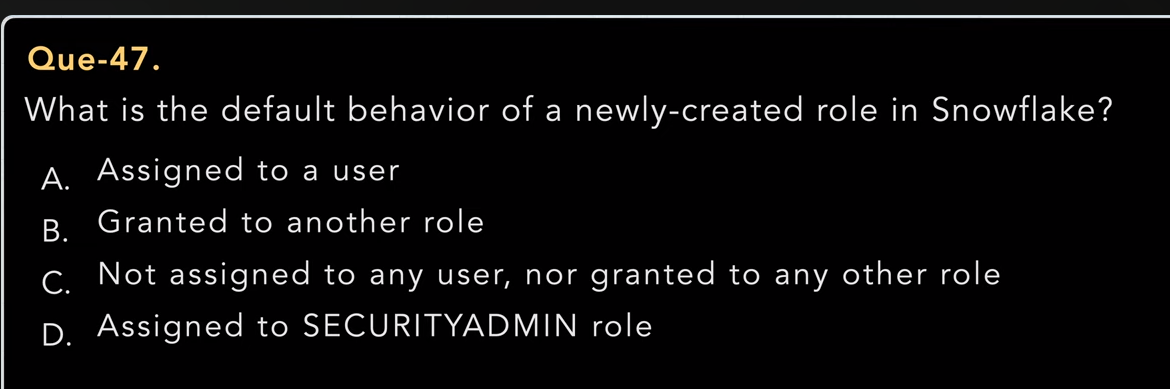 Que-47.
What is the default behavior of a newly-created role in Snowflake?
A. Assigned to a user
B. Granted to another role
C. Not assigned to any user, nor granted to any other role
D. Assigned to SECURITYADMIN role